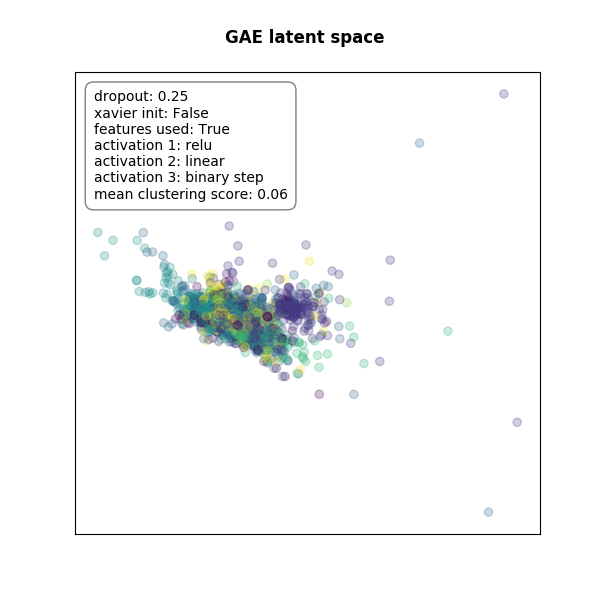 GAE latent space
dropout: 0.25
xavier init: False
features used: True
activation 1: relu
activation 2: linear
activation 3: binary step
mean clustering score: 0.06